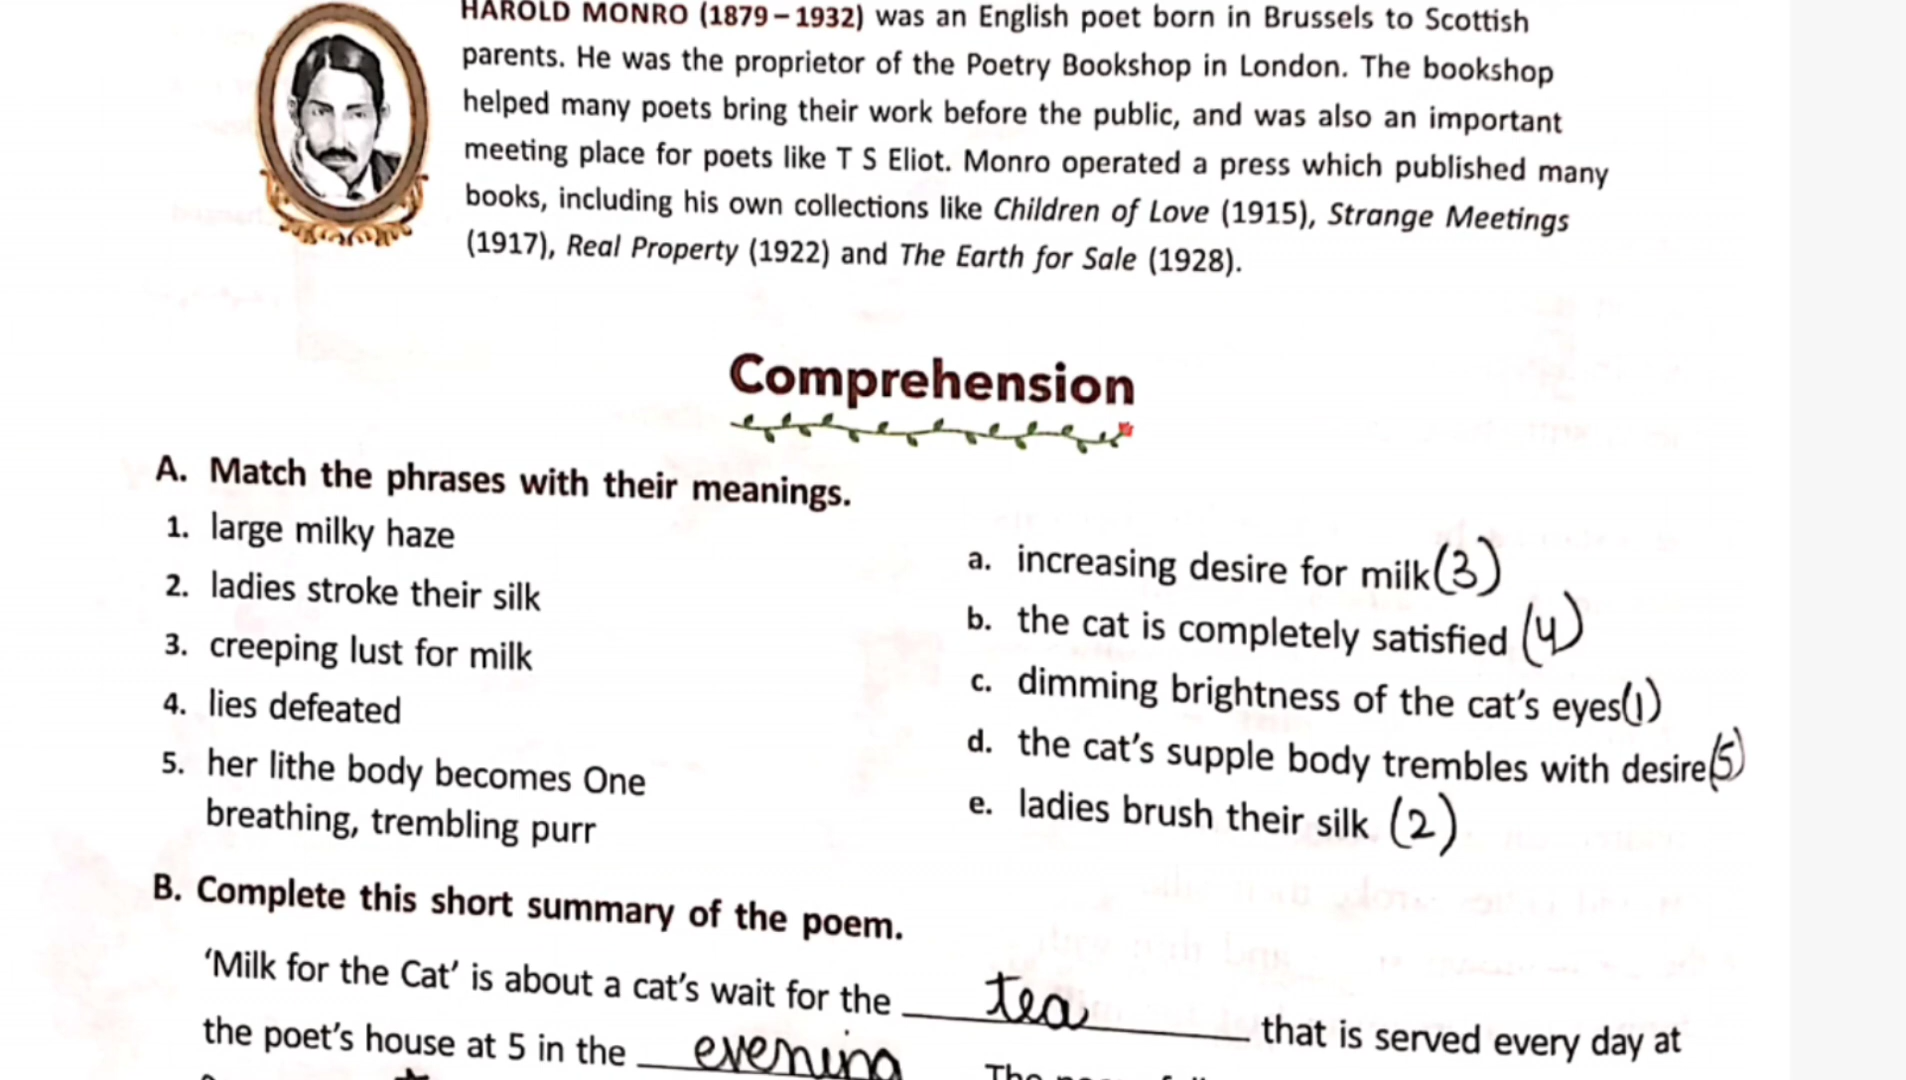 HAROLD MONRO (1879 – 1932) was an English poet born in Brussels to Scottish
parents. He was the proprietor of the Poetry Bookshop in London. The bookshop
helped many poets bring their work before the public, and was also an important
meeting place for poets like T S Eliot. Monro operated a press which published many
books, including his own collections like Children of Love (1915), Strange Meetings
(1917), Real Property (1922) and The Earth for Sale (1928).
Comprehension
A. Match the phrases with their meanings.
1. large milky haze
2. ladies stroke their silk
3. creeping lust for milk
4. lies defeated
5. her lithe body becomes One
breathing, trembling purr
a. increasing desire for milk (3)
b. the cat is completely satisfied (4)
c. dimming brightness of the cat's eyes (1)
d. the cat's supple body trembles with desire (5)
e. ladies brush their silk (2)
B. Complete this short summary of the poem.
'Milk for the Cat' is about a cat's wait for the tea that is served every day at
the poet's house at 5 in the evening The